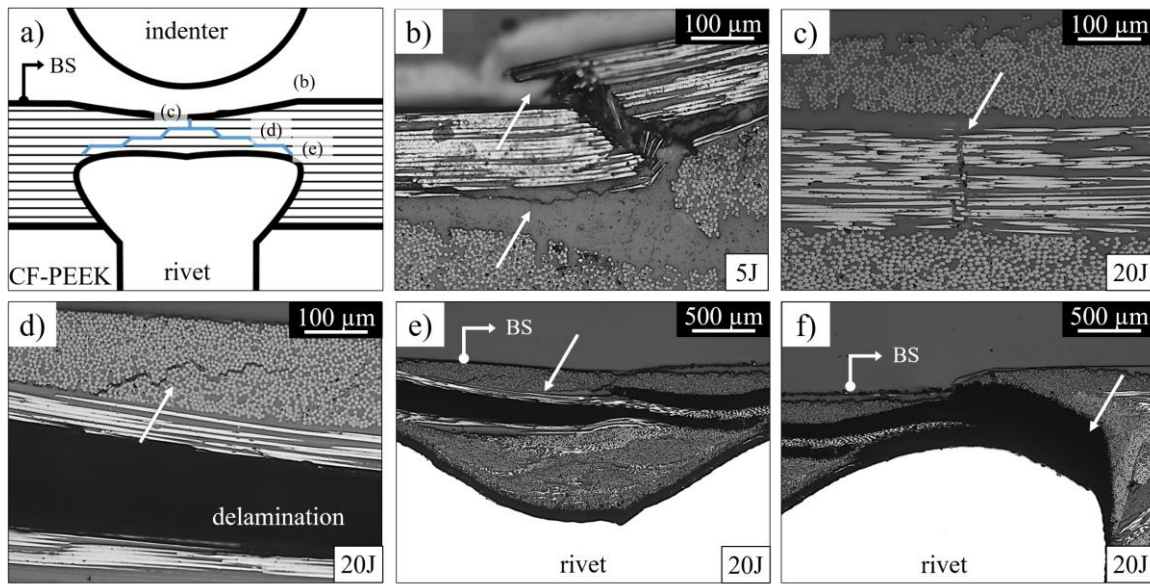 a)
indenter
BS
(b)
(c)
(d)
(e)
CF-PEEK
rivet
b)
100 µm
5J
c)
100 µm
20J
d)
100 µm
delamination
20J
e)
500 µm
BS
rivet
20J
f)
500 µm
BS
rivet
20J